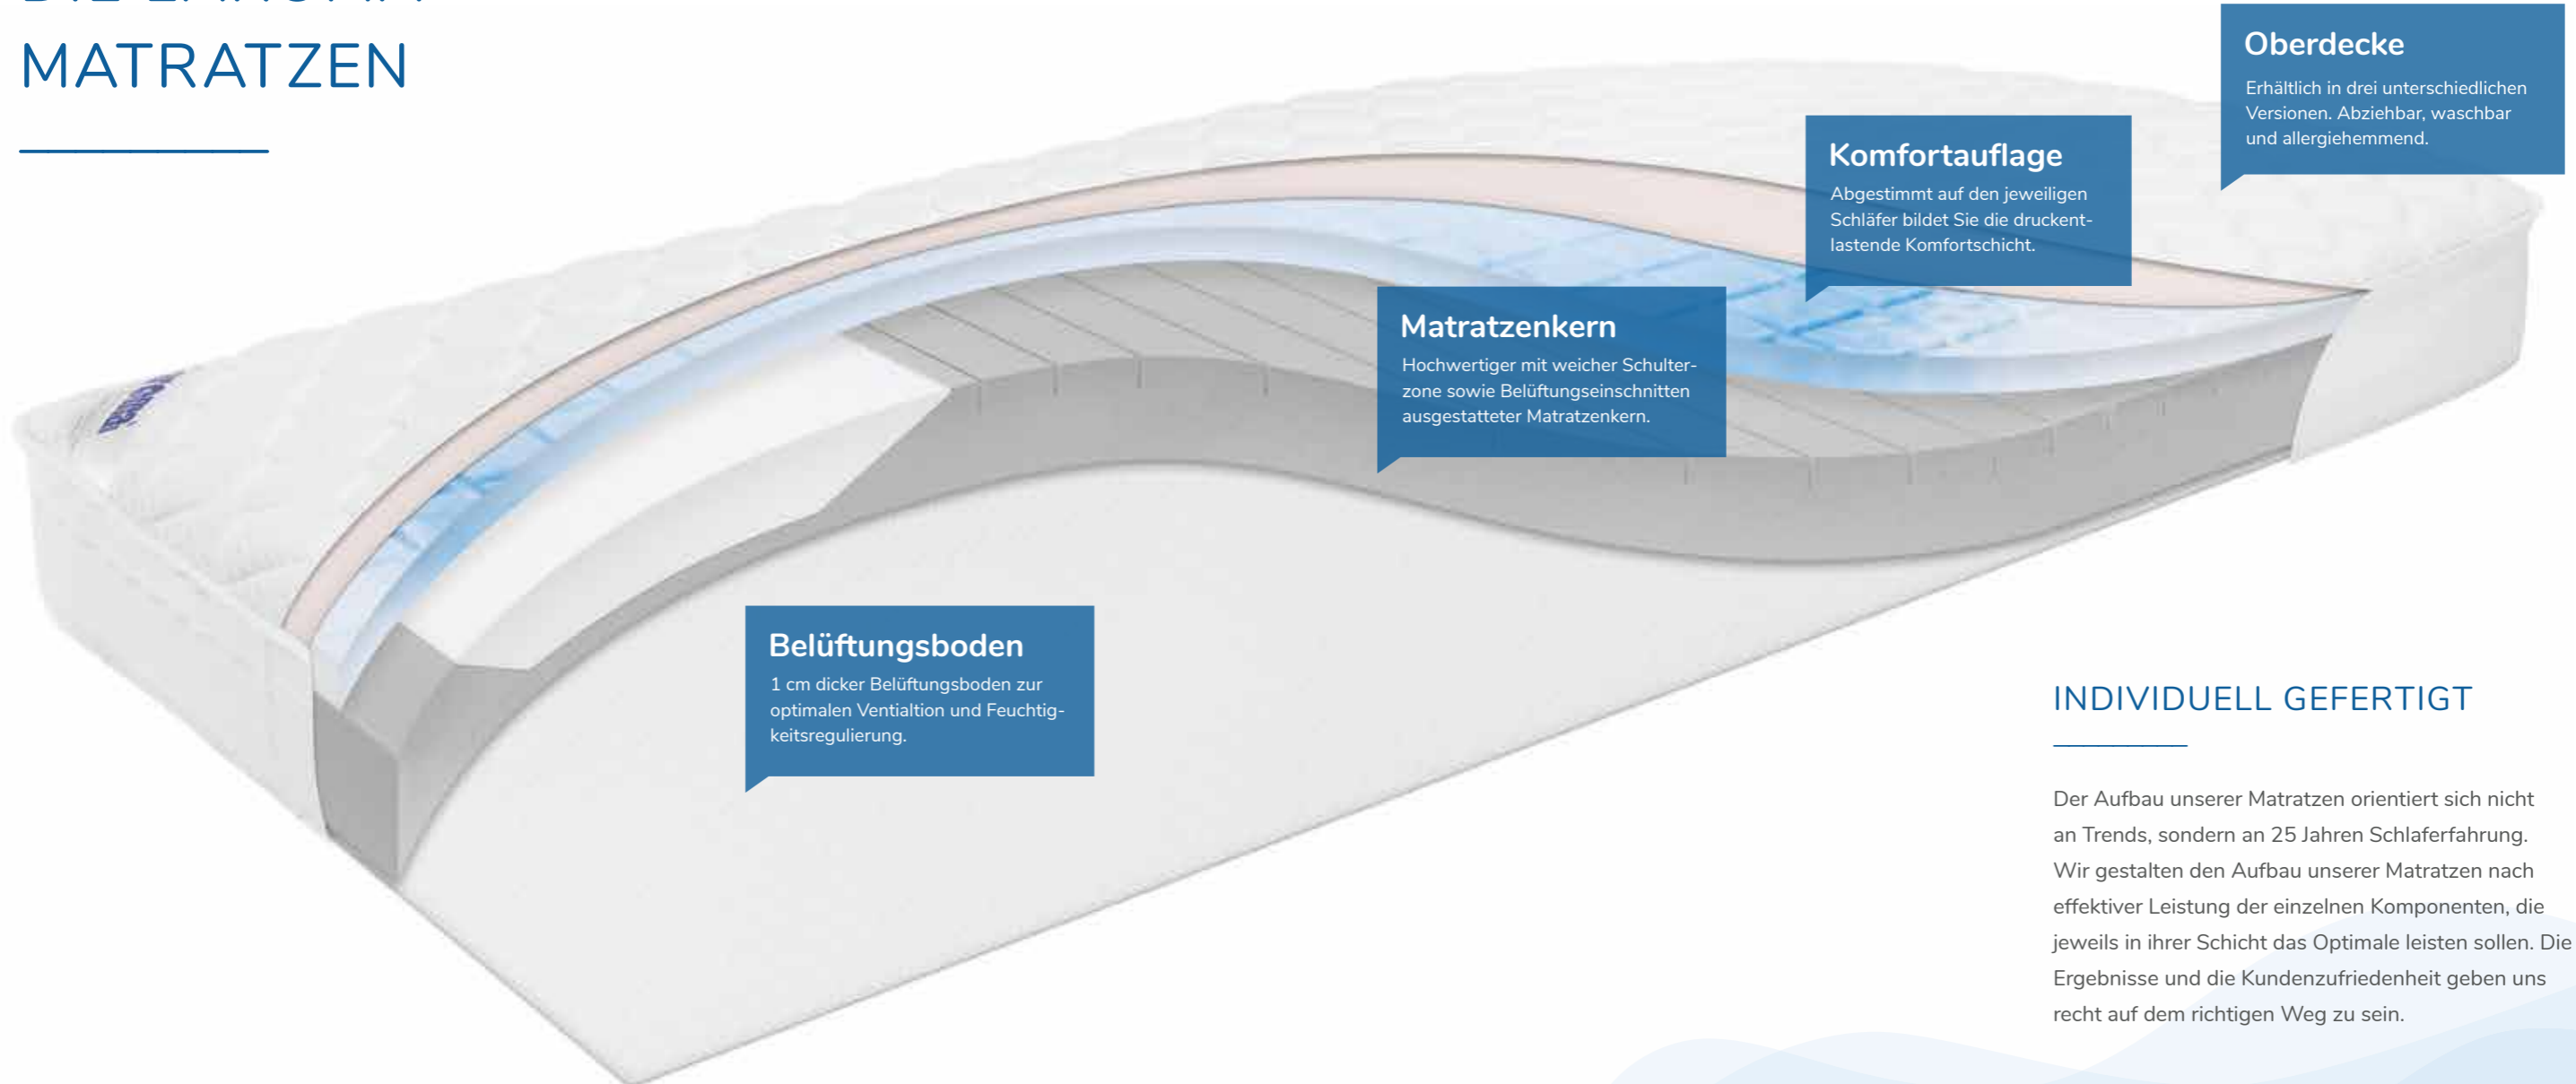 MATRATZEN
Oberdecke
Erhältlich in drei unterschiedlichen
Versionen. Abziehbar, waschbar
und allergiehemmend.
Komfortauflage
Abgestimmt auf den jeweiligen
Schläfer bildet Sie die druckent-
lastende Komfortschicht.
Matratzenkern
Hochwertiger mit weicher Schulter-
zone sowie Belüftungseinschnitten
ausgestatteter Matratzenkern.
Belüftungsboden
1 cm dicker Belüftungsboden zur
optimalen Ventialtion und Feuchtig-
keitsregulierung.
INDIVIDUELL GEFERTIGT
Der Aufbau unserer Matratzen orientiert sich nicht
an Trends, sondern an 25 Jahren Schlaferfahrung.
Wir gestalten den Aufbau unserer Matratzen nach
effektiver Leistung der einzelnen Komponenten, die
jeweils in ihrer Schicht das Optimale leisten sollen. Die
Ergebnisse und die Kundenzufriedenheit geben uns
recht auf dem richtigen Weg zu sein.